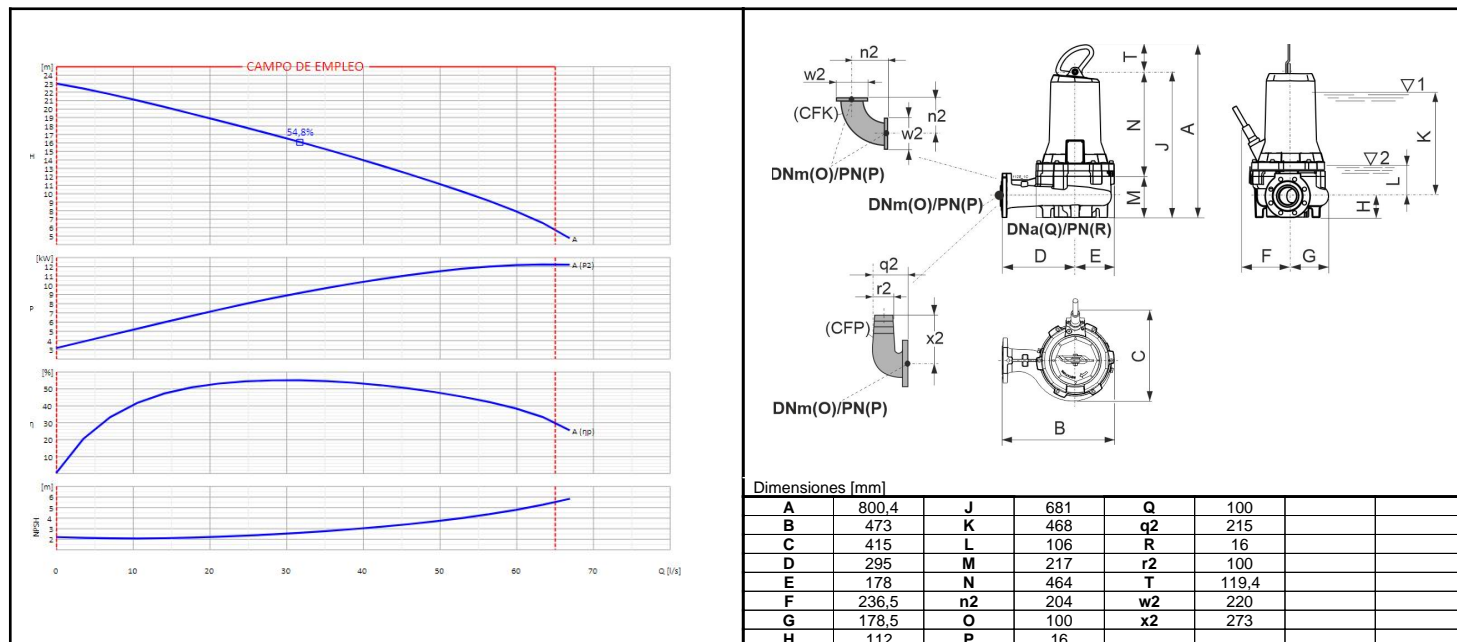 CAMPO DE EMPLEO
[m]
24
23
22
21
20
19
18
17
16
15
14
13
12
11
10
9
8
7
6
5
H
54,8%
A
[kW]
12
11
10
9
8
7
6
5
4
3
P
A (P2)
[%]
50
40
30
20
10
η
A (ηp)
[m]
6
5
4
3
2
NPSH
0 10 20 30 40 50 60 70 Q [l/s]
n2
w2
(CFK)
n2
w2
DNm(O)/PN(P)
DNm(O)/PN(P)
T
N
J
A
M
DNa(Q)/PN(R)
D E
1
2
K
L
H
F G
q2
r2
(CFP)
x2
DNm(O)/PN(P)
C
B
Dimensiones [mm]
A 800,4 J 681 Q 100
B 473 K 468 q2 215
C 415 L 106 R 16
D 295 M 217 r2 100
E 178 N 464 T 119,4
F 236,5 n2 204 w2 220
G 178,5 O 100 x2 273
H 112 P 16